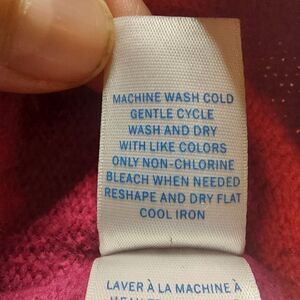 MACHINE WASH COLD
GENTLE CYCLE
WASH AND DRY
WITH LIKE COLORS
ONLY NON-CHLORINE
BLEACH WHEN NEEDED
RESHAPE AND DRY FLAT
COOL IRON
LAVER À LA MACHINE À